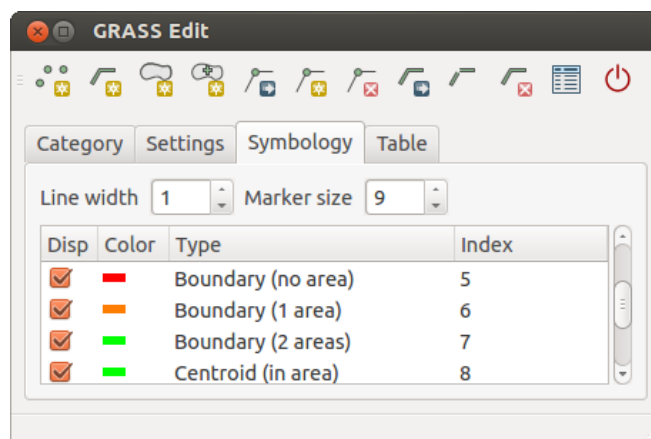 GRASS Edit
Category Settings Symbology Table
Line width 1 Marker size 9
Disp Color Type Index
Boundary (no area) 5
Boundary (1 area) 6
Boundary (2 areas) 7
Centroid (in area) 8